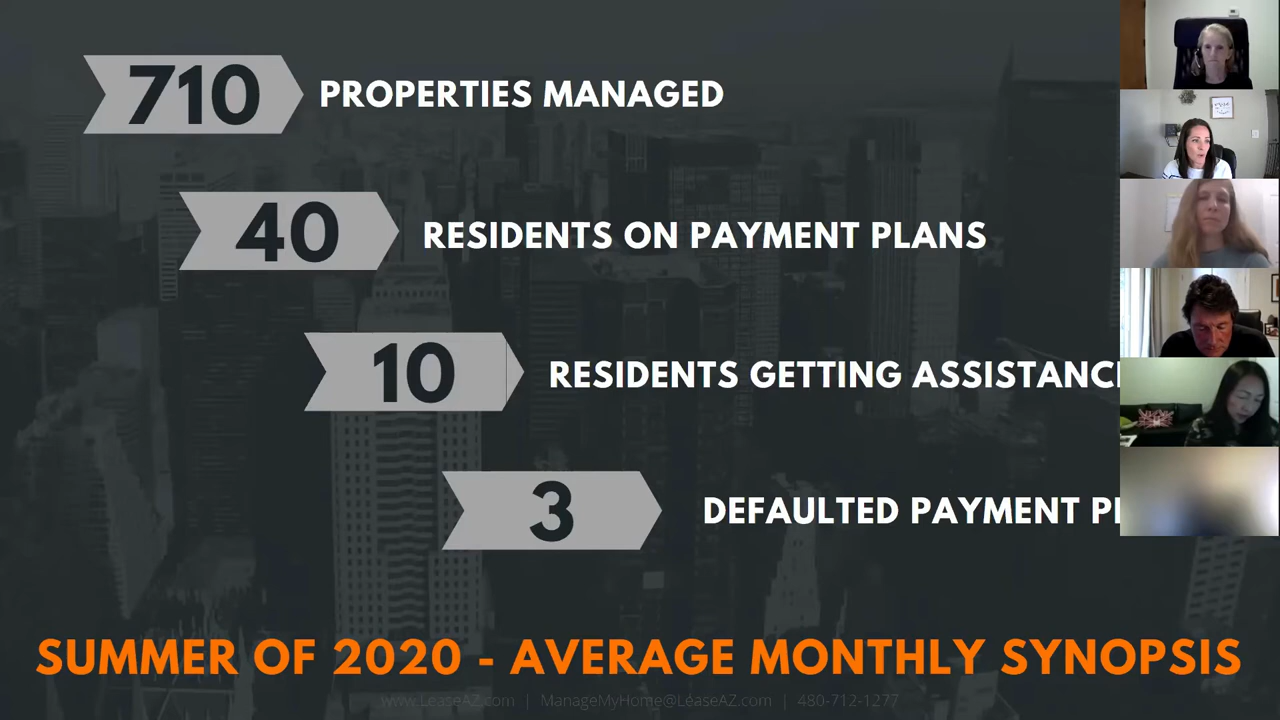 710 PROPERTIES MANAGED
40 RESIDENTS ON PAYMENT PLANS
10 RESIDENTS GETTING ASSISTANC
3 DEFAULTED PAYMENT
SUMMER OF 2020 - AVERAGE MONTHLY SYNOPSIS
www.LeaseAZ.com | ManageMyHome@LeaseAZ.com | 480-712-1277